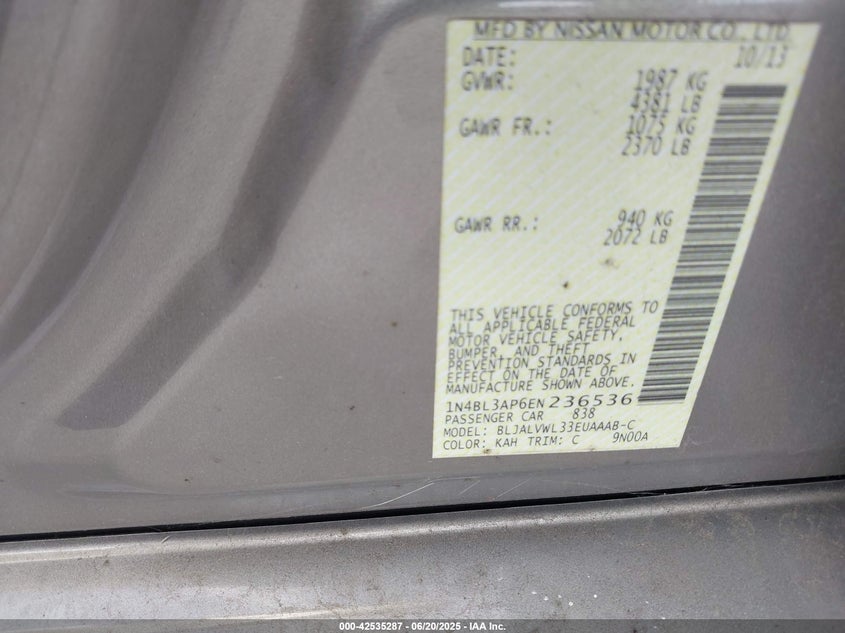 MFD BY NISSAN MOTOR CO., LTD.
DATE: 10/13
GVWR: 1987 KG
4381 LB
GAWR FR.: 1075 KG
2370 LB
GAWR RR.: 940 KG
2072 LB
THIS VEHICLE CONFORMS TO
ALL APPLICABLE FEDERAL
MOTOR VEHICLE SAFETY,
BUMPER, AND THEFT
PREVENTION STANDARDS IN
EFFECT ON THE DATE OF
MANUFACTURE SHOWN ABOVE.
1N4BL3AP6EN236536
PASSENGER CAR 838
MODEL: BLJALVWL33EUAAAB-C
COLOR: KAH TRIM: C 9N00A
000-42535287 - 06/20/2025 - IAA Inc.